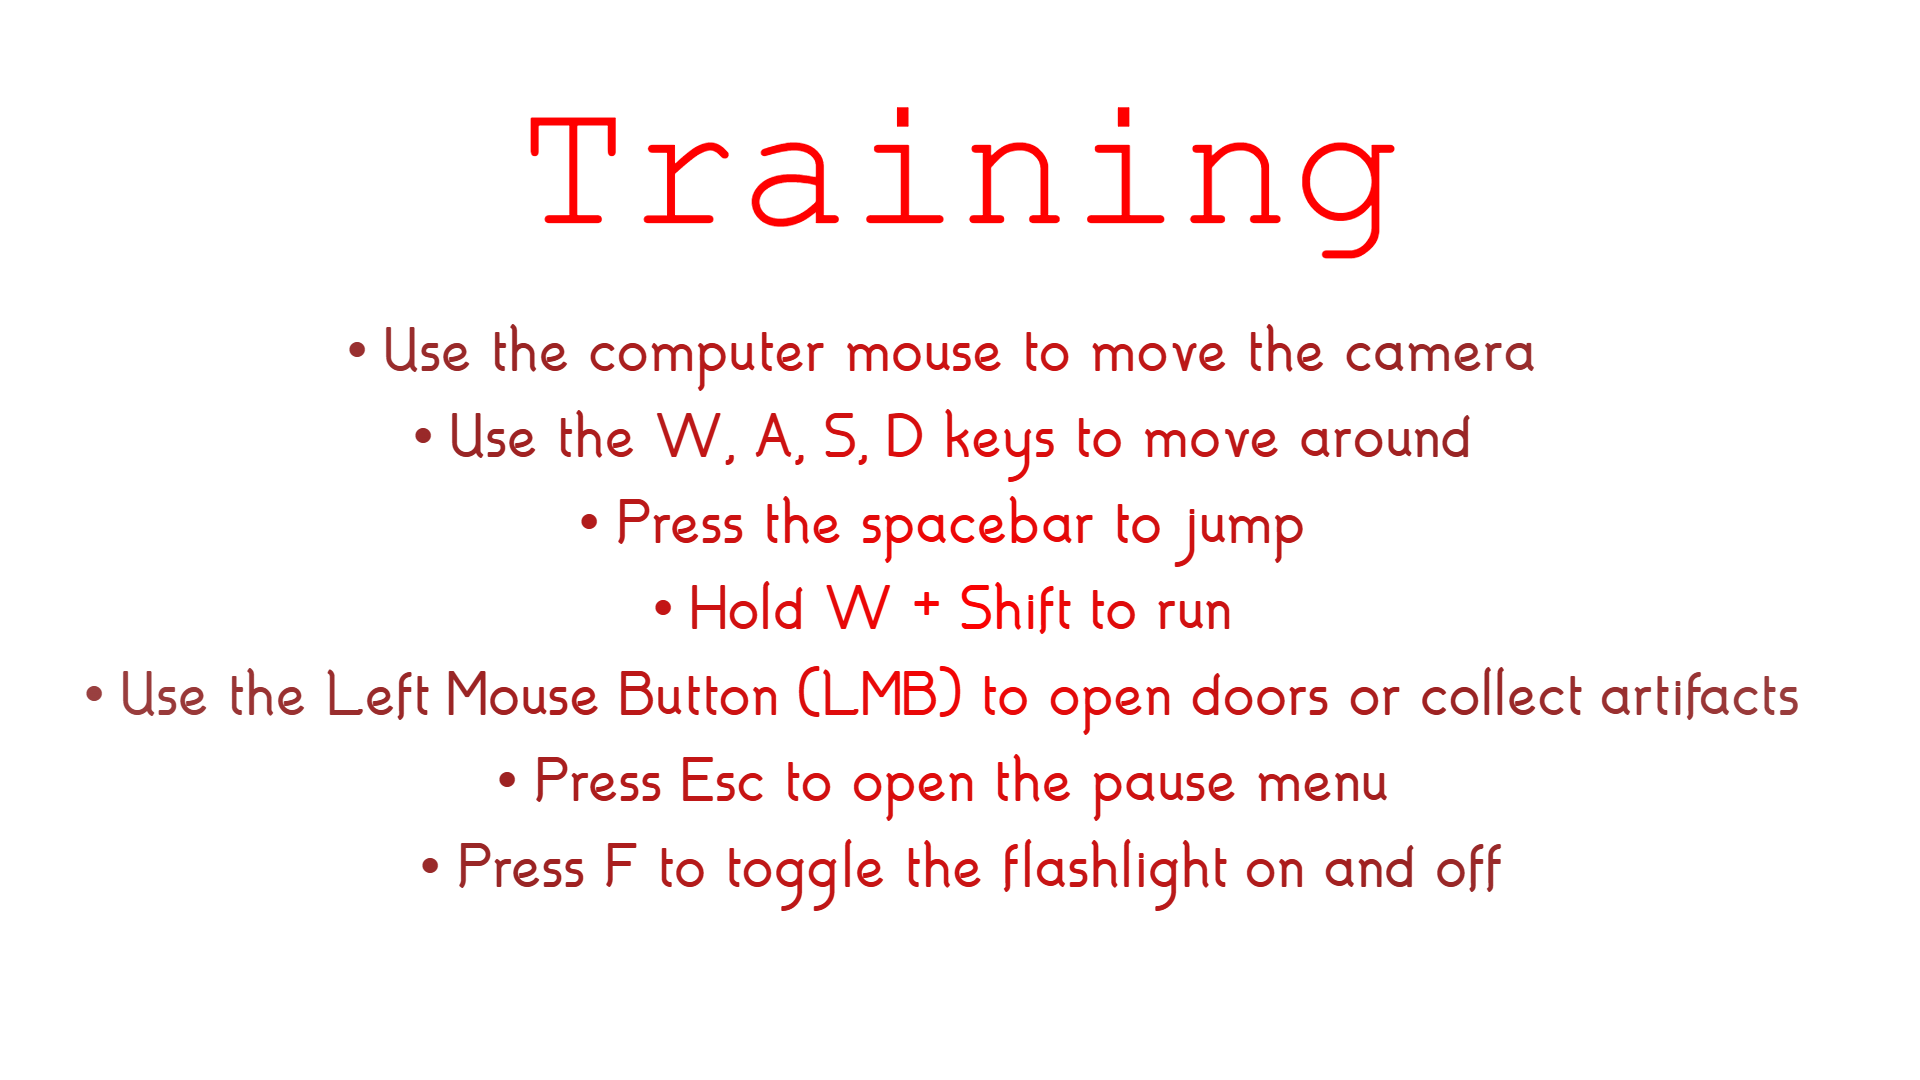 Training
• Use the computer mouse to move the camera
• Use the W, A, S, D keys to move around
• Press the spacebar to jump
• Hold W + Shift to run
• Use the Left Mouse Button (LMB) to open doors or collect artifacts
• Press Esc to open the pause menu
• Press F to toggle the flashlight on and off